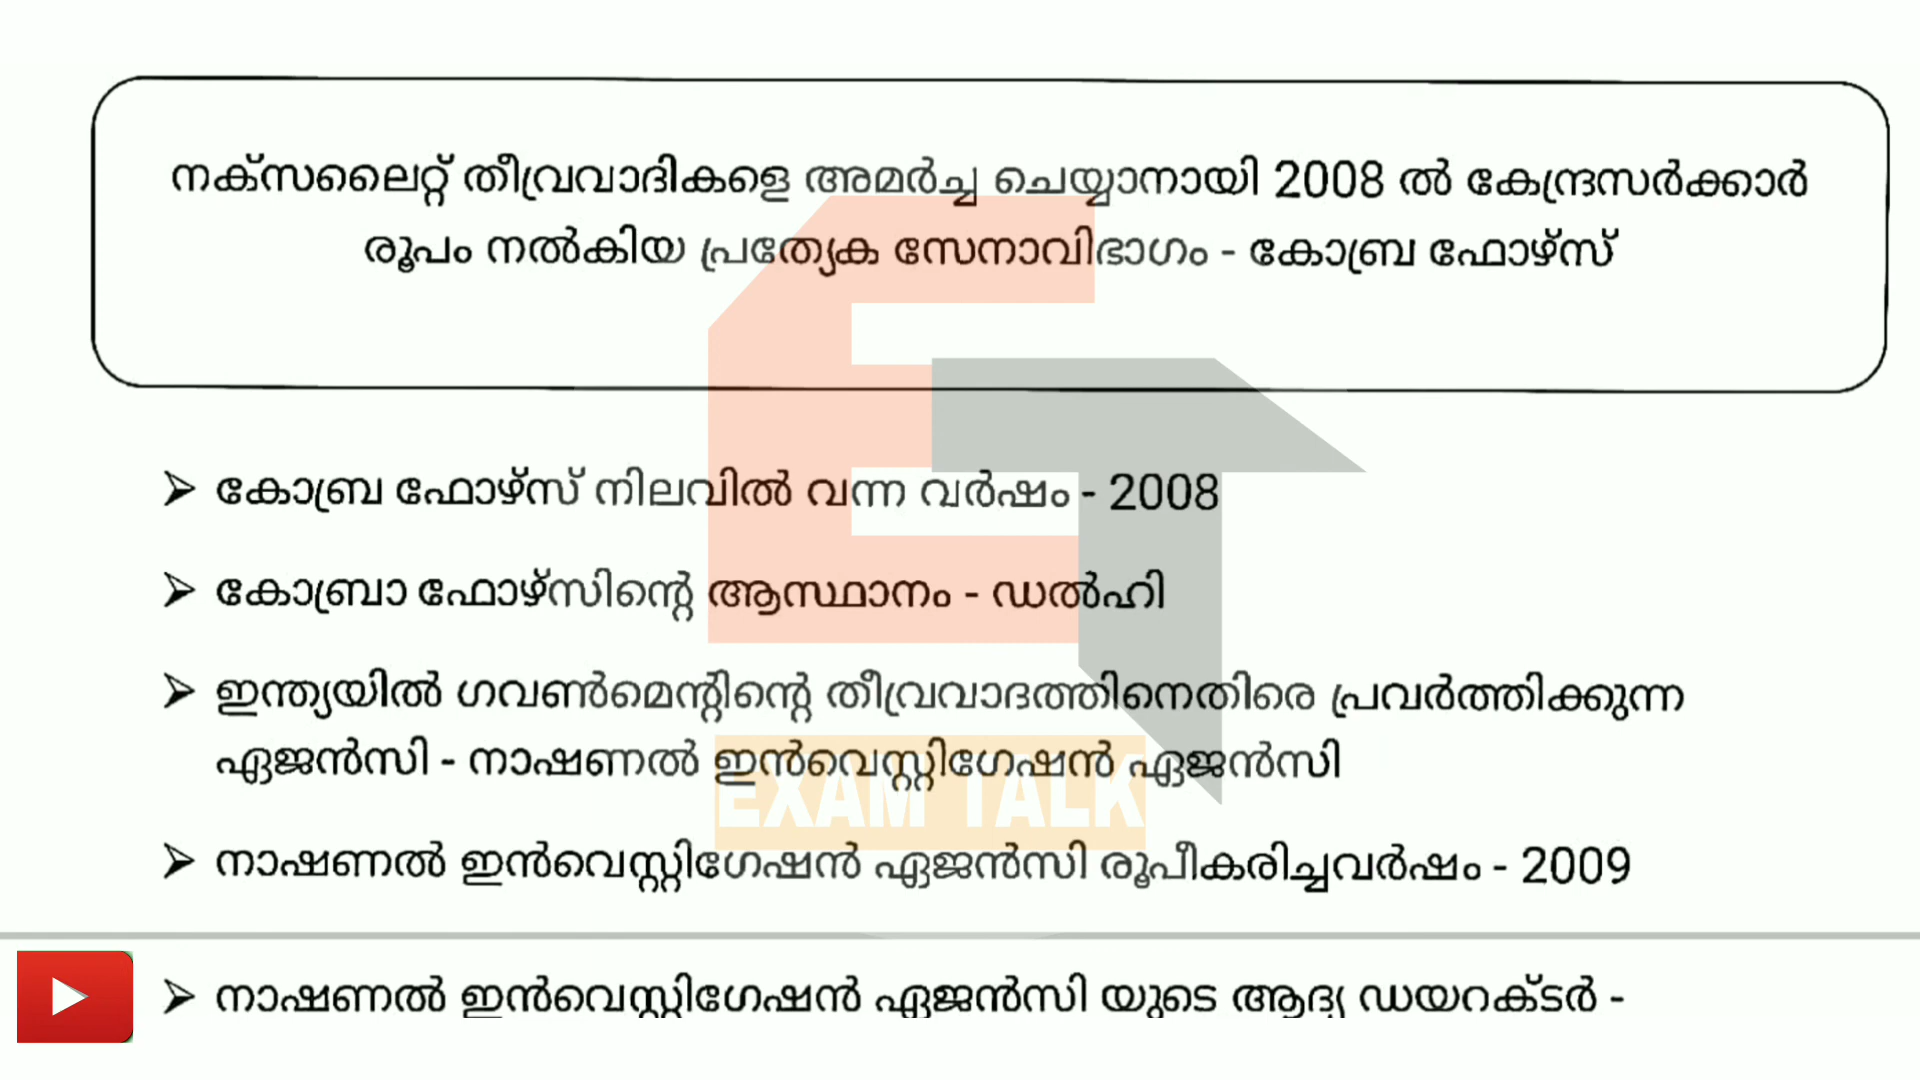 നക്സലൈറ്റ് തീവ്രവാദികളെ അമർച്ച ചെയ്യാനായി 2008 ൽ കേന്ദ്രസർക്കാർ
രൂപം നൽകിയ പ്രത്യേക സേനാവിഭാഗം - കോബ്ര ഫോഴ്സ്
➢ കോബ്ര ഫോഴ്സ് നിലവിൽ വന്ന വർഷം - 2008
➢ കോബ്രാ ഫോഴ്സിന്റെ ആസ്ഥാനം - ഡൽഹി
➢ ഇന്ത്യയിൽ ഗവൺമെന്റിന്റെ തീവ്രവാദത്തിനെതിരെ പ്രവർത്തിക്കുന്ന
ഏജൻസി - നാഷണൽ ഇൻവെസ്റ്റിഗേഷൻ ഏജൻസി
EXAM TALK
➢ നാഷണൽ ഇൻവെസ്റ്റിഗേഷൻ ഏജൻസി രൂപീകരിച്ചവർഷം - 2009
➢ നാഷണൽ ഇൻവെസ്റ്റിഗേഷൻ ഏജൻസി യുടെ ആദ്യ ഡയറക്ടർ -